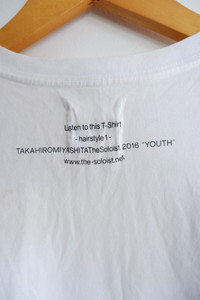 Listen to this T-Shirt
- hairstyle 1 -
TAKAHIROMIYASHITATheSoloist. 2016 "YOUTH"
www.the-soloist.net